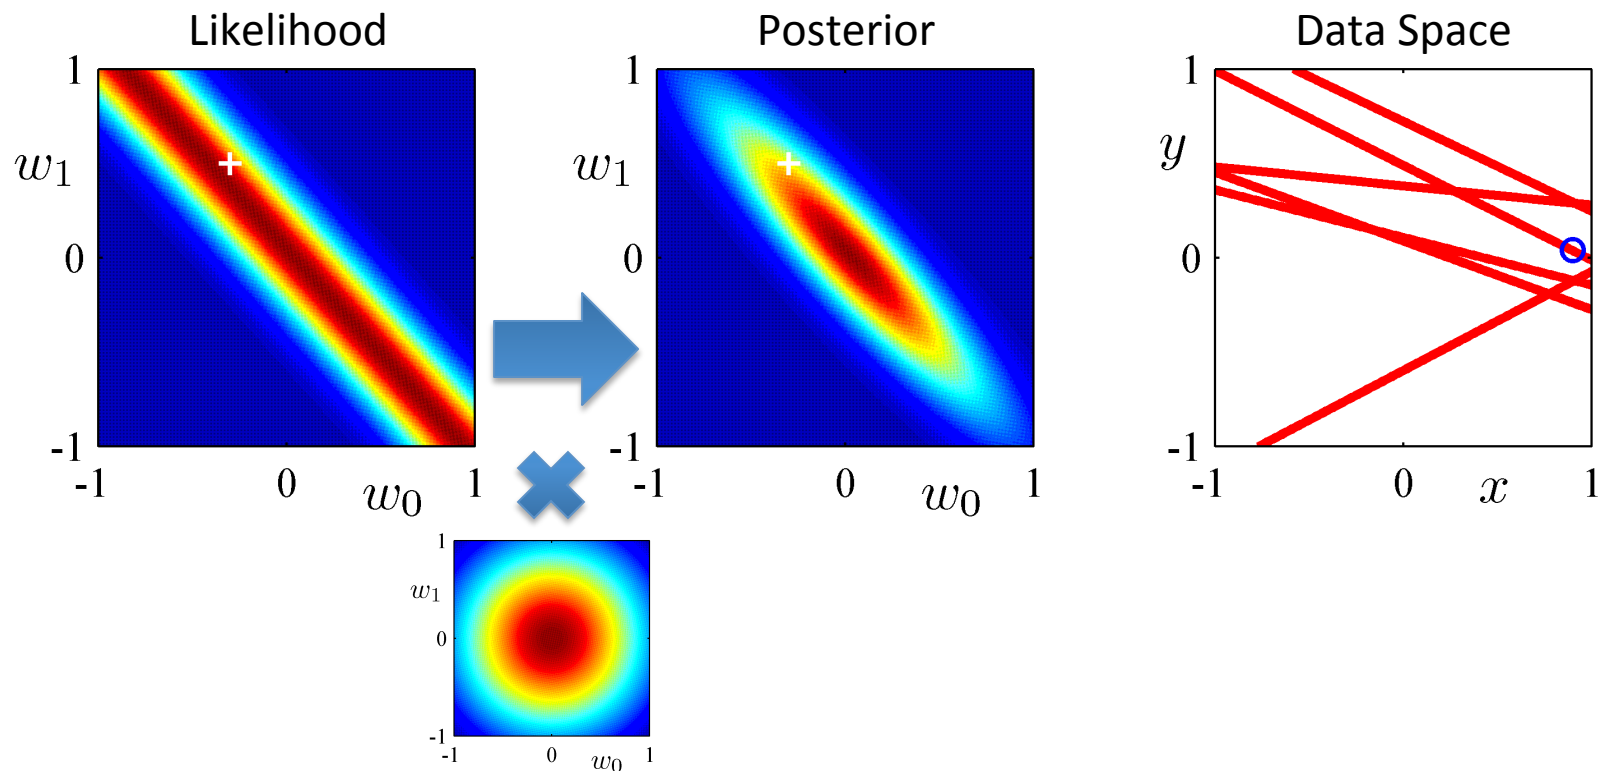 Likelihood
Posterior
Data Space
1
w₁
0
-1
-1 0 w₀ 1
1
w₁
0
-1
-1 0 w₀ 1
1
y
0
-1
-1 0 x 1
1
w₁
0
-1
-1 0 w₀ 1